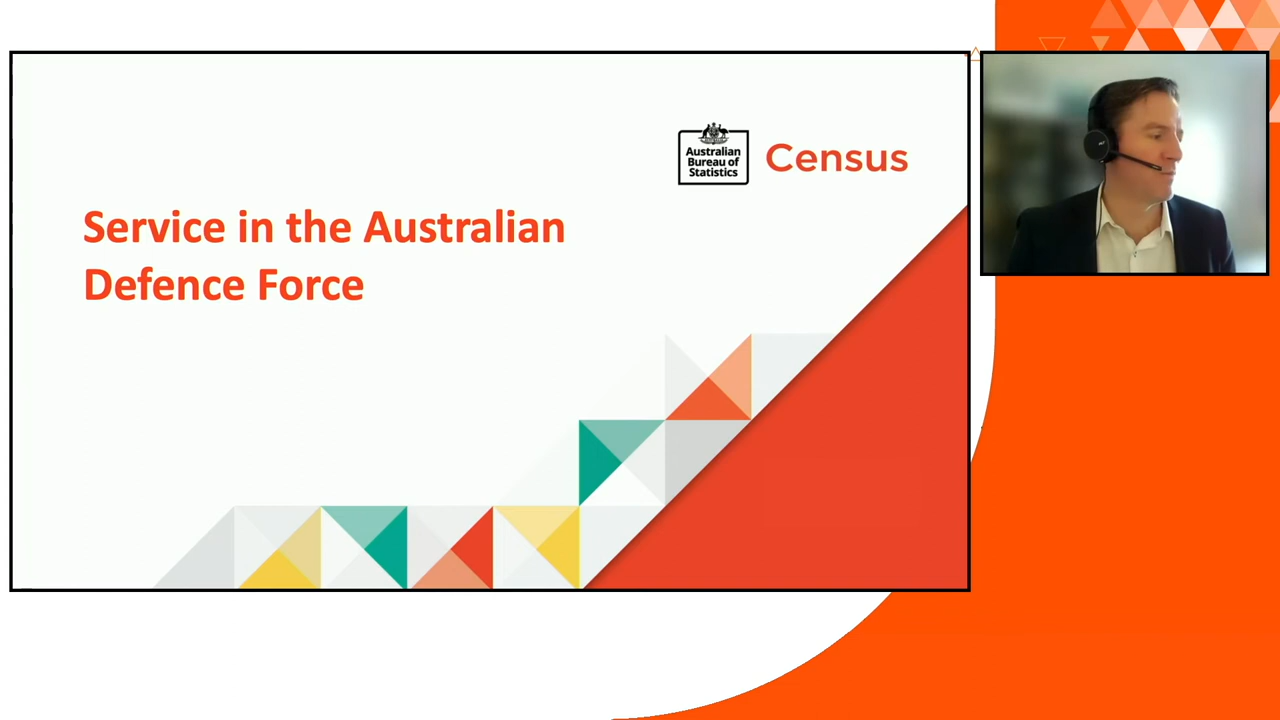 Australian
Bureau of
Statistics
Census
Service in the Australian
Defence Force